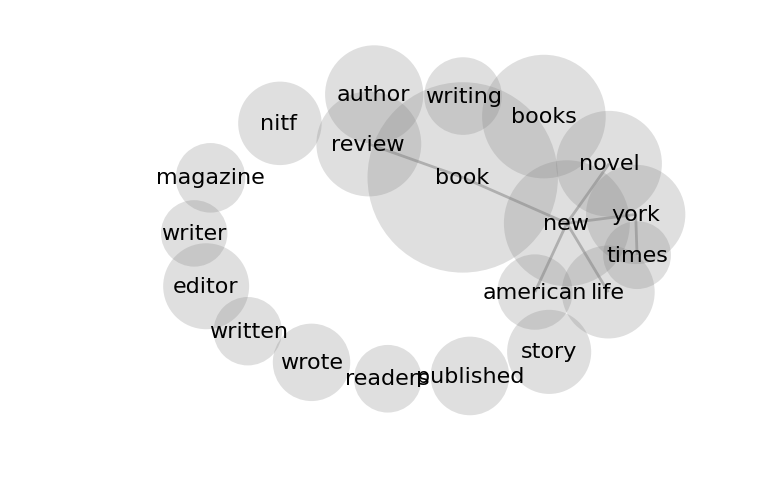 author
writing
books
nitf
review
novel
magazine
book
york
writer
new
times
editor
american
life
written
story
wrote
readers
published